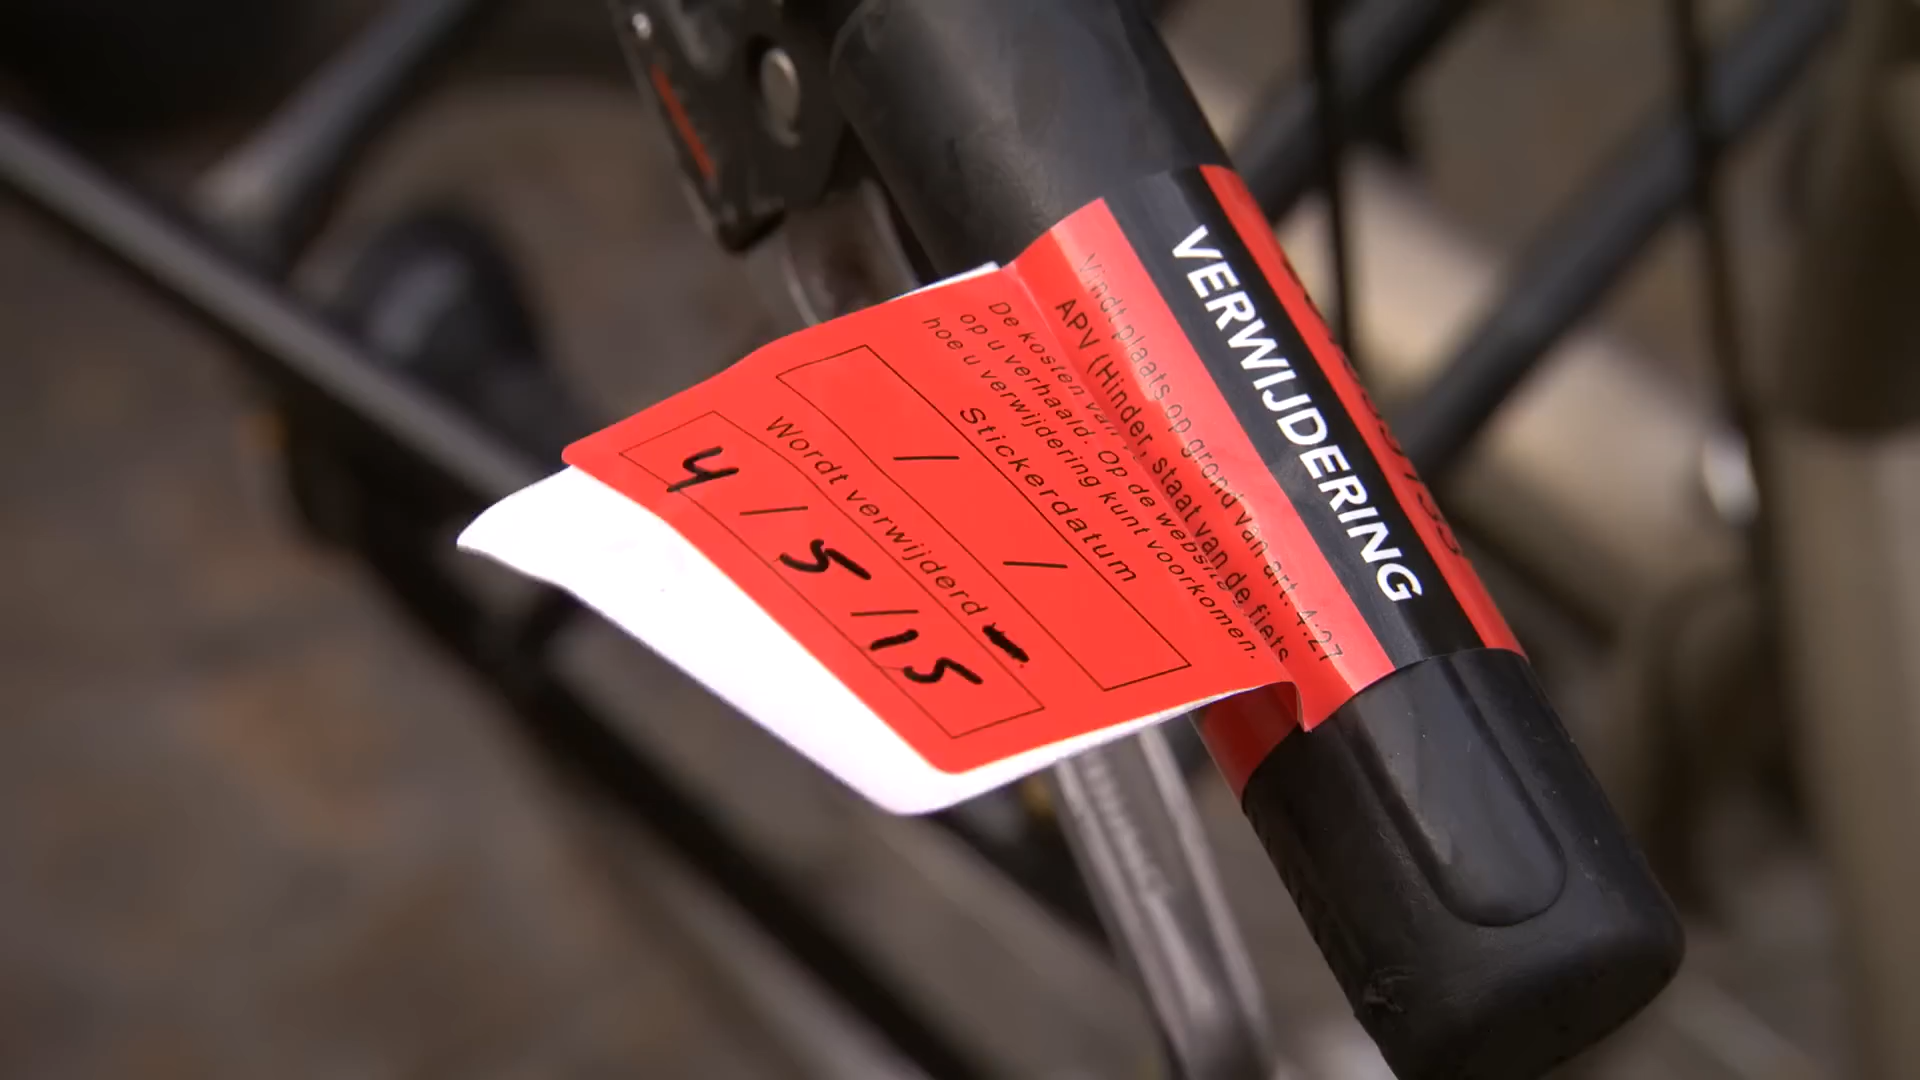 VERWIJDERING
Vindt plaats op grond van art. 4:27
APV (Hinder, staat van de fiets
De kosten van
op u verhaald. Op de website
hoe u verwijdering kunt voorkomen.
Stickerdatum
/ /
Wordt verwijderd
4/5/15